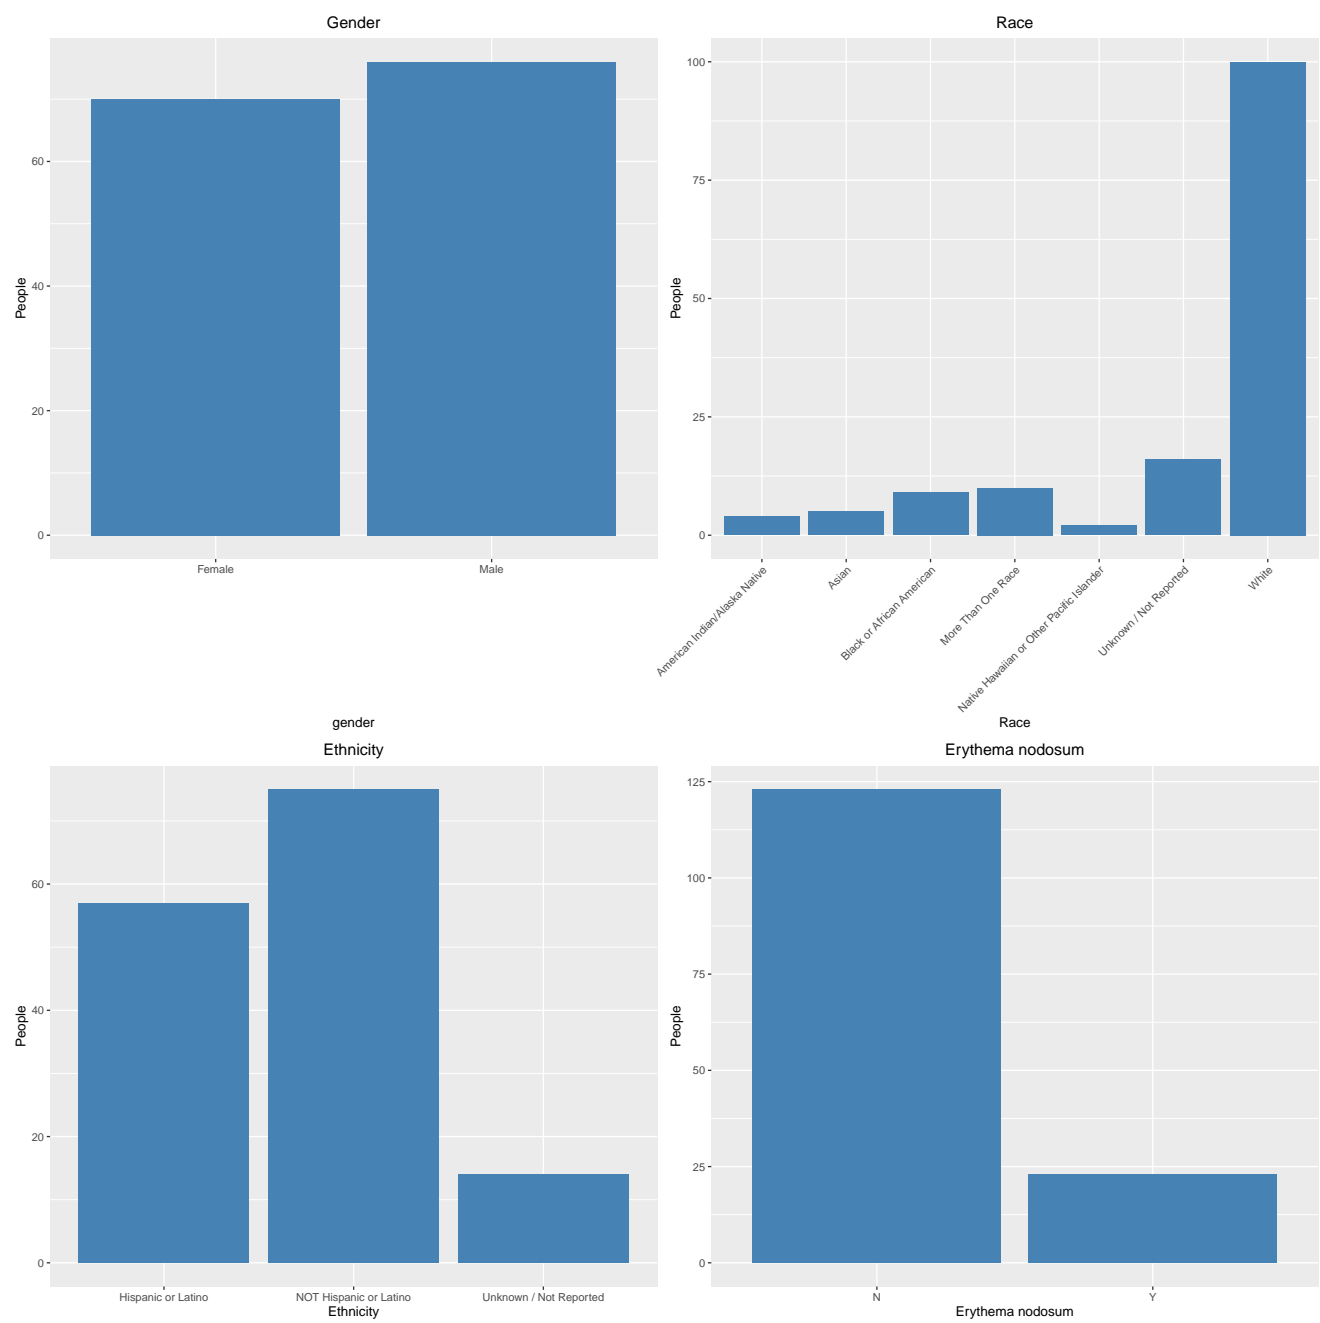 Gender
People
60
40
20
0
Female
Male
gender
Race
People
100
75
50
25
0
American Indian/Alaska Native
Asian
Black or African American
More Than One Race
Native Hawaiian or Other Pacific Islander
Unknown / Not Reported
White
Race
Ethnicity
People
60
40
20
0
Hispanic or Latino
NOT Hispanic or Latino
Unknown / Not Reported
Ethnicity
Erythema nodosum
People
125
100
75
50
25
0
N
Y
Erythema nodosum